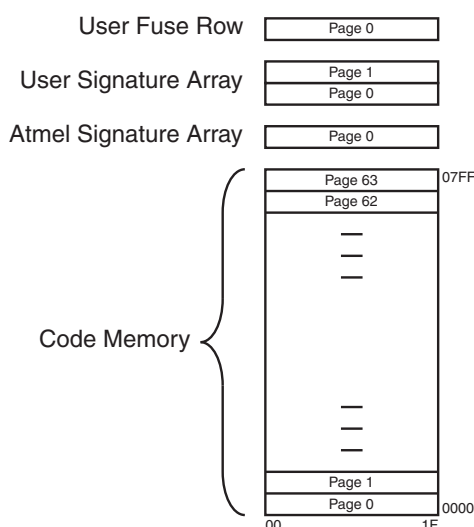 User Fuse Row
Page 0
User Signature Array
Page 1
Page 0
Atmel Signature Array
Page 0
Page 63
07FF
Page 62
Code Memory
Page 1
Page 0
0000
00
1F